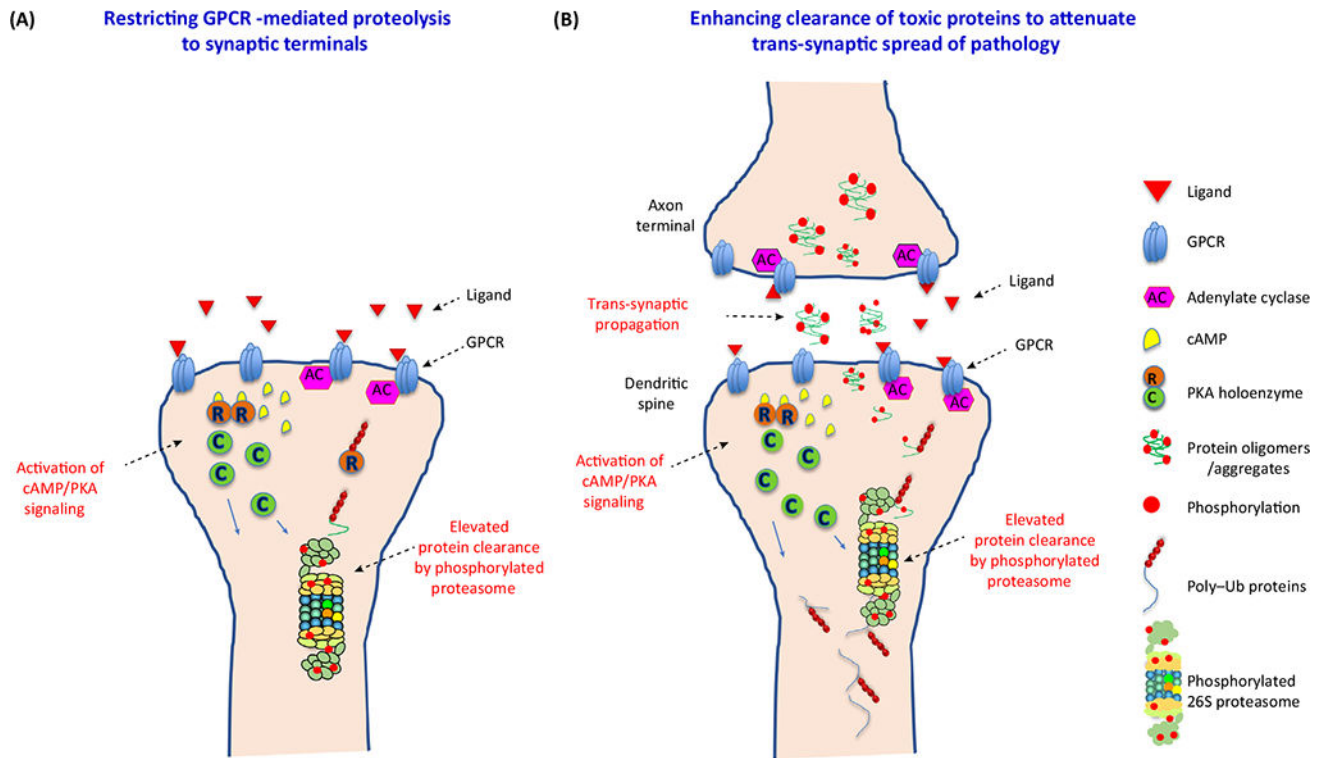 (A)
Restricting GPCR -mediated proteolysis
to synaptic terminals
Ligand
GPCR
AC
AC
R
R
C
C
C
C
R
Activation of
cAMP/PKA
signaling
Elevated
protein clearance
by phosphorylated
proteasome
(B)
Enhancing clearance of toxic proteins to attenuate
trans-synaptic spread of pathology
Axon
terminal
AC
AC
Ligand
Trans-synaptic
propagation
GPCR
Dendritic
spine
AC
AC
R
R
C
C
C
C
Activation of
cAMP/PKA
signaling
Elevated
protein clearance
by phosphorylated
proteasome
Ligand
GPCR
AC
Adenylate cyclase
cAMP
R
C
PKA holoenzyme
Protein oligomers
/aggregates
Phosphorylation
Poly–Ub proteins
Phosphorylated
26S proteasome